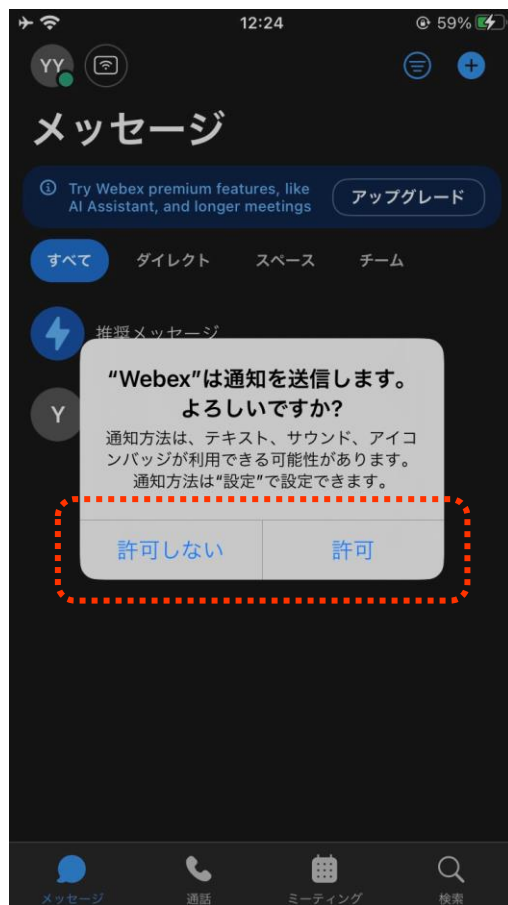 12:24
59%
YY
メッセージ
Try Webex premium features, like
AI Assistant, and longer meetings
アップグレード
すべて ダイレクト スペース チーム
推奨メッセージ
Y
“Webex”は通知を送信します。
よろしいですか?
通知方法は、テキスト、サウンド、アイコ
ンバッジが利用できる可能性があります。
通知方法は“設定”で設定できます。
許可しない 許可
メッセージ 通話 ミーティング 検索